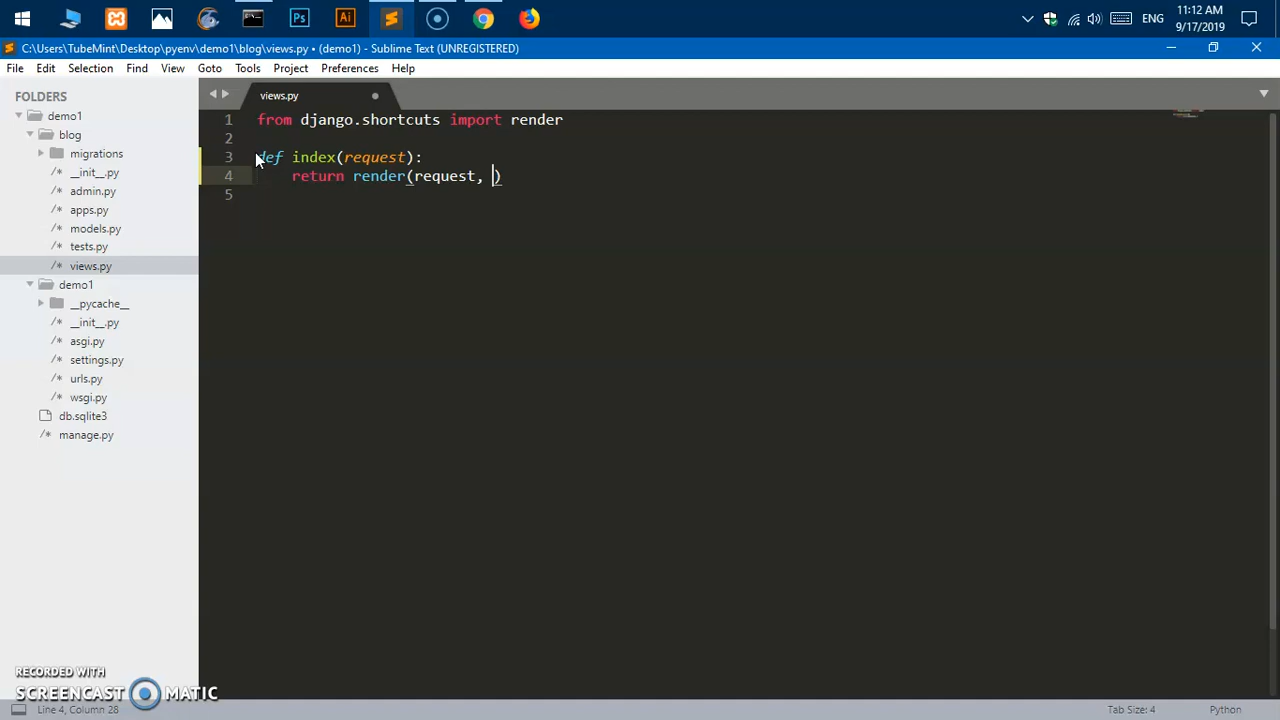 Ps
Ai
ENG
11:12 AM
9/17/2019
C:\Users\TubeMint\Desktop\pyenv\demo1\blog\views.py • (demo1) - Sublime Text (UNREGISTERED)
File Edit Selection Find View Goto Tools Project Preferences Help
FOLDERS
demo1
blog
migrations
/* __init__.py
/* admin.py
/* apps.py
/* models.py
/* tests.py
/* views.py
demo1
__pycache__
/* __init__.py
/* asgi.py
/* settings.py
/* urls.py
/* wsgi.py
db.sqlite3
/* manage.py
views.py
1 from django.shortcuts import render
2
3 def index(request):
4 return render(request, )
5
RECORDED WITH
SCREENCAST MATIC
Line 4, Column 28
Tab Size: 4
Python